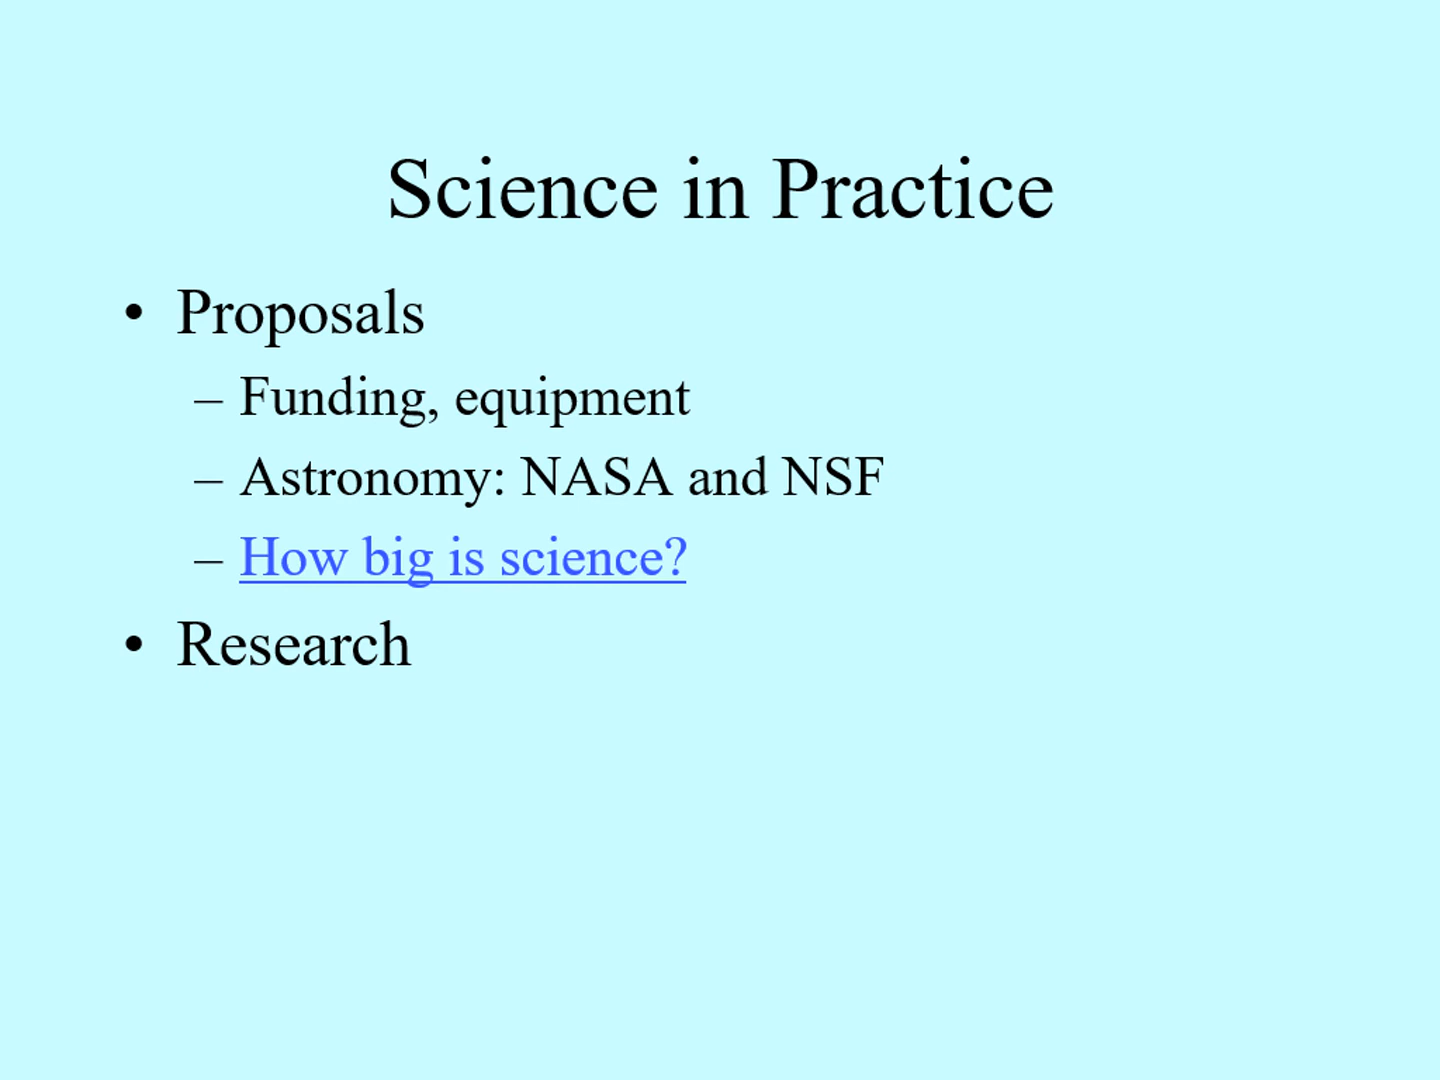 Science in Practice
• Proposals
– Funding, equipment
– Astronomy: NASA and NSF
– How big is science?
• Research